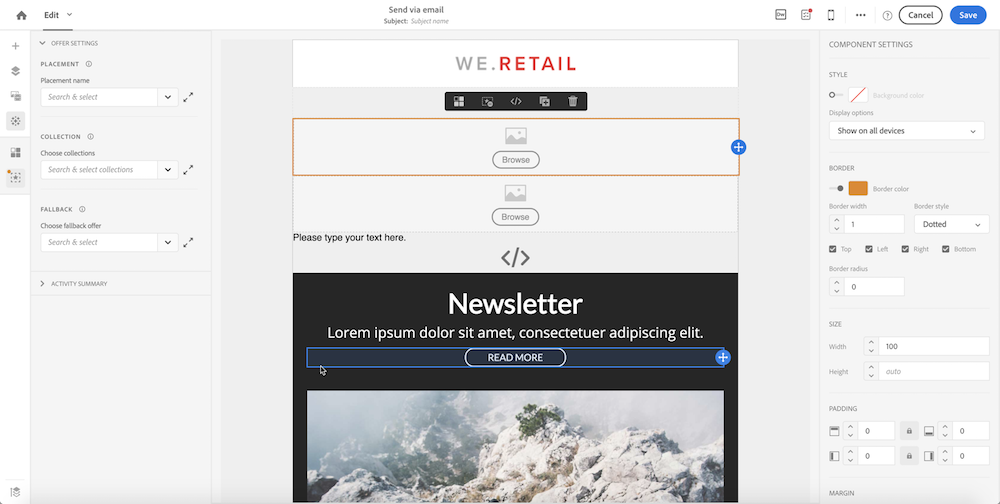 Edit
Send via email
Subject: Subject name
Dw
Cancel
Save
OFFER SETTINGS
PLACEMENT
Placement name
Search & select
COLLECTION
Choose collections
Search & select collections
FALLBACK
Choose fallback offer
Search & select
ACTIVITY SUMMARY
WE.RETAIL
Browse
Browse
Please type your text here.
</>
Newsletter
Lorem ipsum dolor sit amet, consectetuer adipiscing elit.
READ MORE
COMPONENT SETTINGS
STYLE
Background color
Display options
Show on all devices
BORDER
Border color
Border width
Border style
1
Dotted
Top Left Right Bottom
Border radius
0
SIZE
Width 100
Height auto
PADDING
0 0
0 0
MARGIN